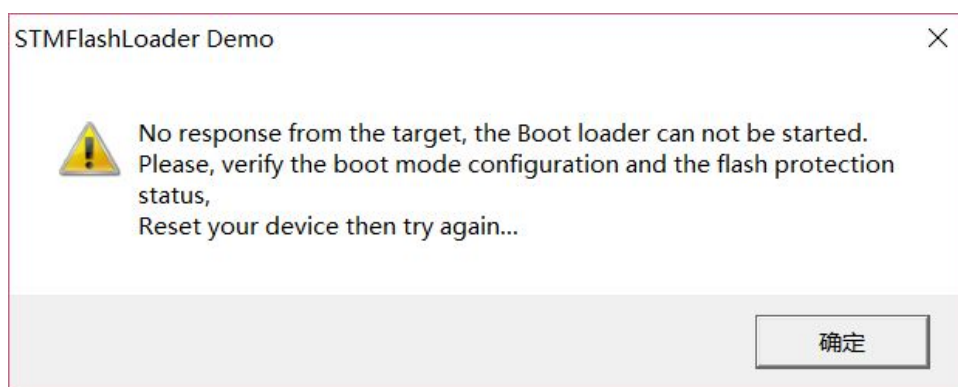 STMFlashLoader Demo
No response from the target, the Boot loader can not be started.
Please, verify the boot mode configuration and the flash protection
status,
Reset your device then try again...
确定